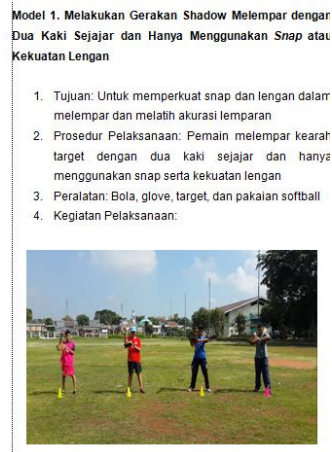 Model 1. Melakukan Gerakan Shadow Melempar dengan
Dua Kaki Sejajar dan Hanya Menggunakan Snap atau
Kekuatan Lengan
1. Tujuan: Untuk memperkuat snap dan lengan dalam
melempar dan melatih akurasi lemparan
2. Prosedur Pelaksanaan: Pemain melempar kearah
target dengan dua kaki sejajar dan hanya
menggunakan snap serta kekuatan lengan
3. Peralatan: Bola, glove, target, dan pakaian softball
4. Kegiatan Pelaksanaan: